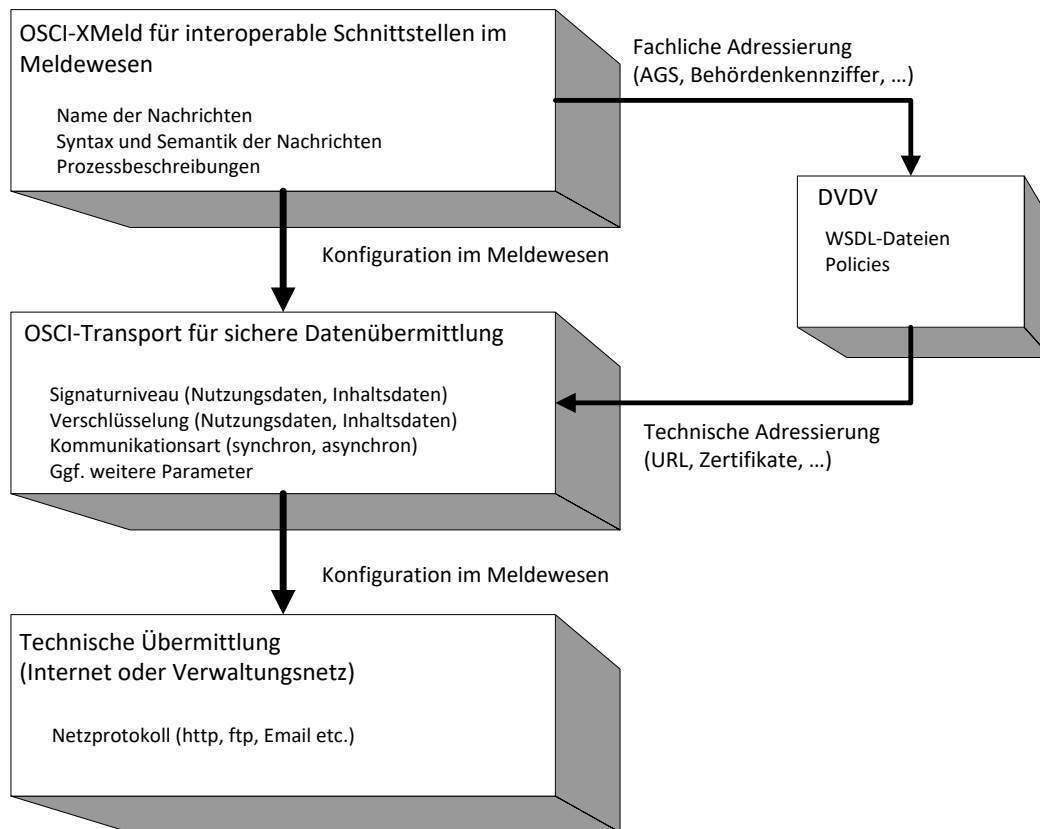 OSCI-XMeld für interoperable Schnittstellen im
Meldewesen
Name der Nachrichten
Syntax und Semantik der Nachrichten
Prozessbeschreibungen
Fachliche Adressierung
(AGS, Behördenkennziffer, ...)
DVDV
WSDL-Dateien
Policies
Konfiguration im Meldewesen
OSCI-Transport für sichere Datenübermittlung
Signaturniveau (Nutzungsdaten, Inhaltsdaten)
Verschlüsselung (Nutzungsdaten, Inhaltsdaten)
Kommunikationsart (synchron, asynchron)
Ggf. weitere Parameter
Technische Adressierung
(URL, Zertifikate, ...)
Konfiguration im Meldewesen
Technische Übermittlung
(Internet oder Verwaltungsnetz)
Netzprotokoll (http, ftp, Email etc.)